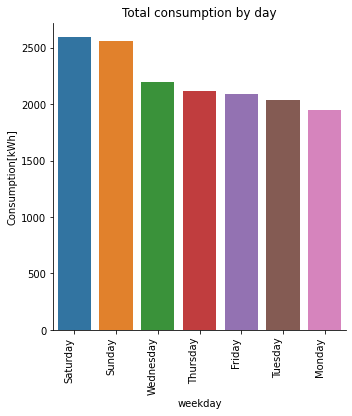 Total consumption by day
Consumption[kWh]
2500
2000
1500
1000
500
0
Saturday
Sunday
Wednesday
Thursday
Friday
Tuesday
Monday
weekday